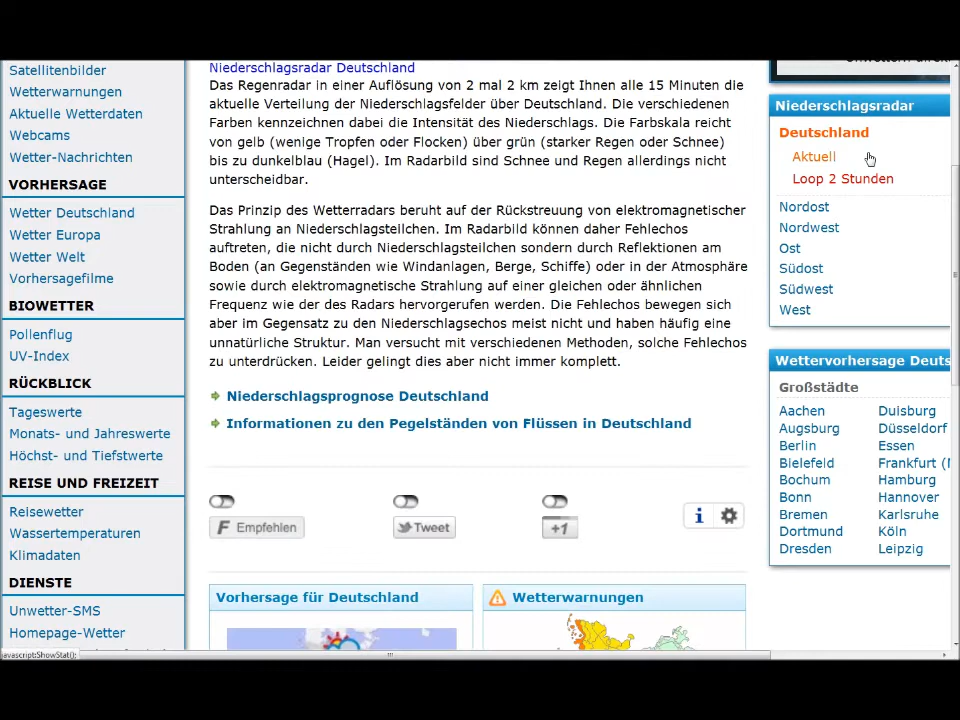 Satellitenbilder
Wetterwarnungen
Aktuelle Wetterdaten
Webcams
Wetter-Nachrichten
VORHERSAGE
Wetter Deutschland
Wetter Europa
Wetter Welt
Vorhersagefilme
BIOWETTER
Pollenflug
UV-Index
RÜCKBLICK
Tageswerte
Monats- und Jahreswerte
Höchst- und Tiefstwerte
REISE UND FREIZEIT
Reisewetter
Wassertemperaturen
Klimadaten
DIENSTE
Unwetter-SMS
Homepage-Wetter
javascript:ShowStat();
Niederschlagsradar Deutschland
Das Regenradar in einer Auflösung von 2 mal 2 km zeigt Ihnen alle 15 Minuten die
aktuelle Verteilung der Niederschlagsfelder über Deutschland. Die verschiedenen
Farben kennzeichnen dabei die Intensität des Niederschlags. Die Farbskala reicht
von gelb (wenige Tropfen oder Flocken) über grün (starker Regen oder Schnee)
bis zu dunkelblau (Hagel). Im Radarbild sind Schnee und Regen allerdings nicht
unterscheidbar.
Das Prinzip des Wetterradars beruht auf der Rückstreuung von elektromagnetischer
Strahlung an Niederschlagsteilchen. Im Radarbild können daher Fehlechos
auftreten, die nicht durch Niederschlagsteilchen sondern durch Reflektionen am
Boden (an Gegenständen wie Windanlagen, Berge, Schiffe) oder in der Atmosphäre
sowie durch elektromagnetische Strahlung auf einer gleichen oder ähnlichen
Frequenz wie der des Radars hervorgerufen werden. Die Fehlechos bewegen sich
aber im Gegensatz zu den Niederschlagsechos meist nicht und haben häufig eine
unnatürliche Struktur. Man versucht mit verschiedenen Methoden, solche Fehlechos
zu unterdrücken. Leider gelingt dies aber nicht immer komplett.
Niederschlagsprognose Deutschland
Informationen zu den Pegelständen von Flüssen in Deutschland
F Empfehlen
Tweet
+1
i
Vorhersage für Deutschland
Wetterwarnungen
Niederschlagsradar
Deutschland
Aktuell
Loop 2 Stunden
Nordost
Nordwest
Ost
Südost
Südwest
West
Wettervorhersage Deuts
Großstädte
Aachen Duisburg
Augsburg Düsseldorf
Berlin Essen
Bielefeld Frankfurt (
Bochum Hamburg
Bonn Hannover
Bremen Karlsruhe
Dortmund Köln
Dresden Leipzig